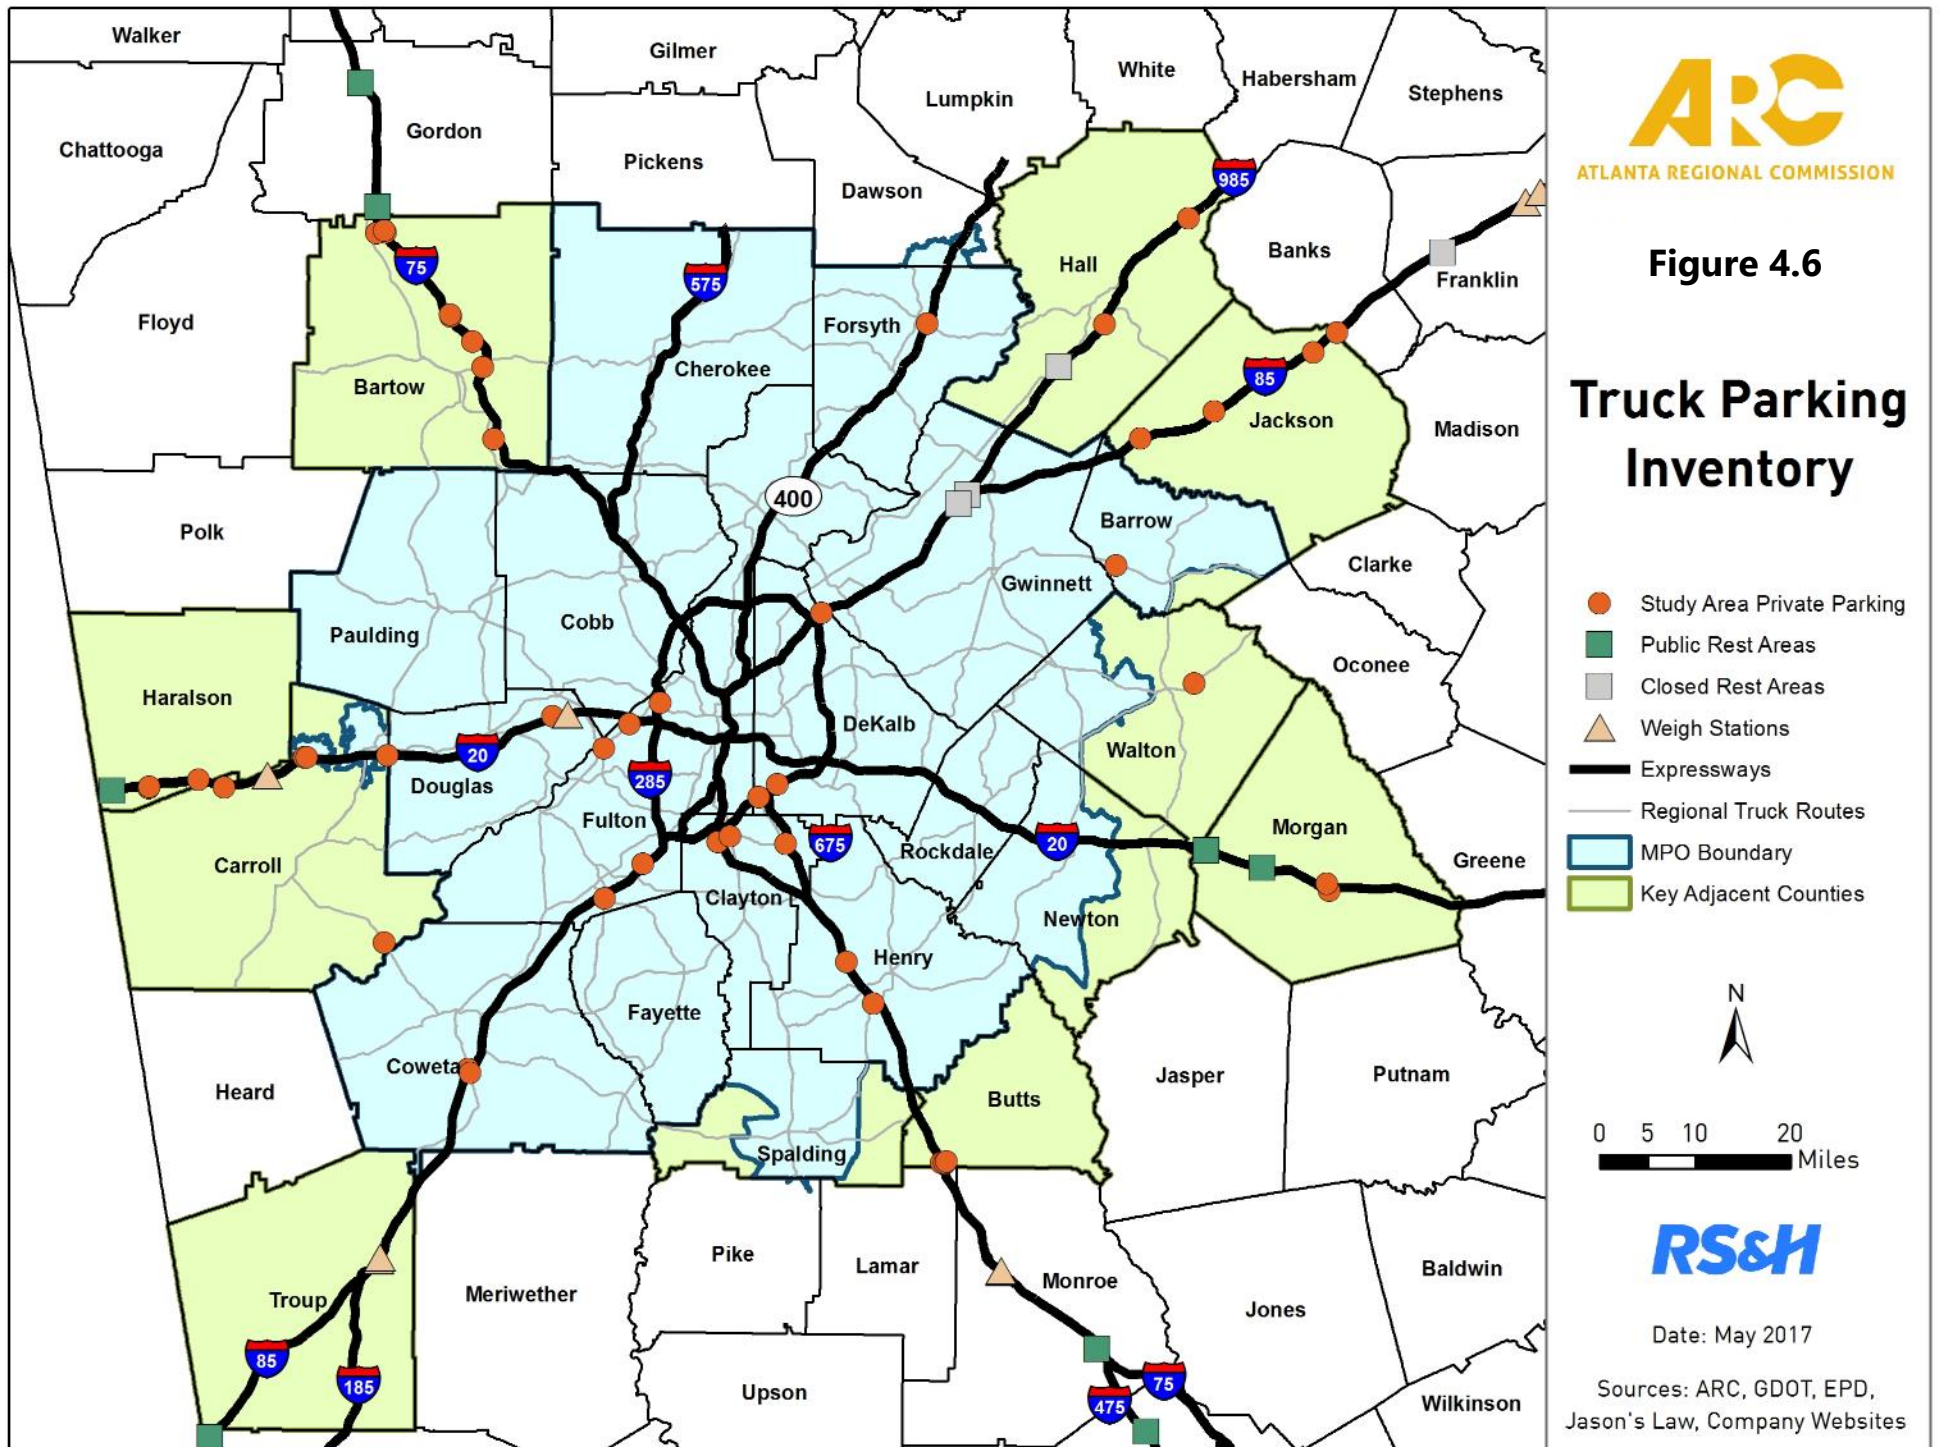 Walker
Gilmer
White
Habersham
Stephens
Lumpkin
Gordon
Chattooga
Pickens
Dawson
985
Banks
Franklin
Hall
75
575
Floyd
Forsyth
Cherokee
Bartow
85
Jackson
Madison
400
Polk
Barrow
Clarke
Gwinnett
Cobb
Paulding
Oconee
Haralson
DeKalb
Walton
20
Douglas
285
Fulton
675
Rockdale
20
Morgan
Greene
Carroll
Clayton
Newton
Henry
Fayette
Coweta
Heard
Butts
Jasper
Putnam
Spalding
Pike
Lamar
Monroe
Baldwin
Troup
Meriwether
Jones
85
185
Upson
475
75
Wilkinson
ARC
ATLANTA REGIONAL COMMISSION
Figure 4.6
Truck Parking
Inventory
Study Area Private Parking
Public Rest Areas
Closed Rest Areas
Weigh Stations
Expressways
Regional Truck Routes
MPO Boundary
Key Adjacent Counties
N
0 5 10 20
Miles
RS&H
Date: May 2017
Sources: ARC, GDOT, EPD,
Jason's Law, Company Websites